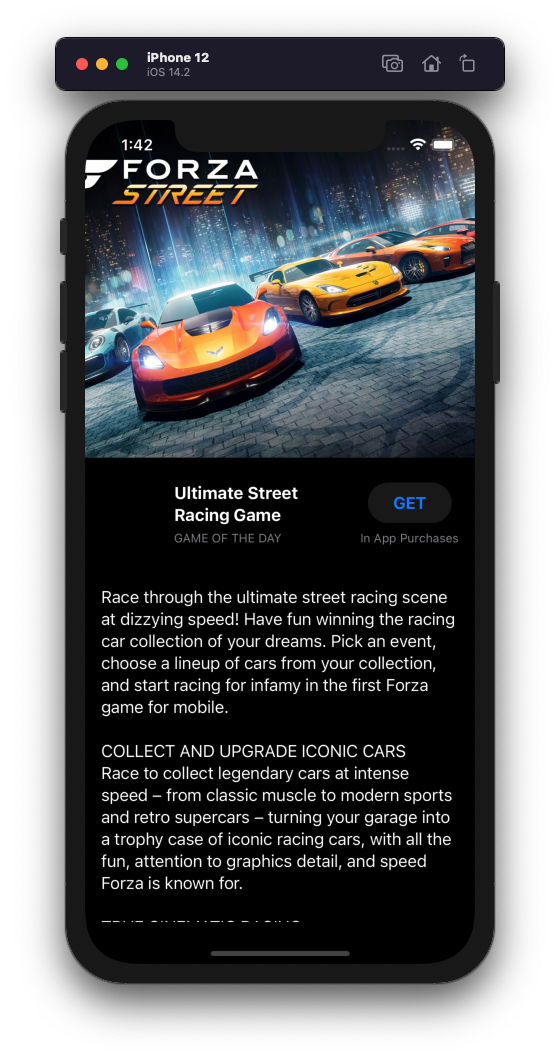 iPhone 12
iOS 14.2
1:42
FORZA
STREET
Ultimate Street
Racing Game
GET
GAME OF THE DAY
In App Purchases
Race through the ultimate street racing scene
at dizzying speed! Have fun winning the racing
car collection of your dreams. Pick an event,
choose a lineup of cars from your collection,
and start racing for infamy in the first Forza
game for mobile.
COLLECT AND UPGRADE ICONIC CARS
Race to collect legendary cars at intense
speed – from classic muscle to modern sports
and retro supercars – turning your garage into
a trophy case of iconic racing cars, with all the
fun, attention to graphics detail, and speed
Forza is known for.